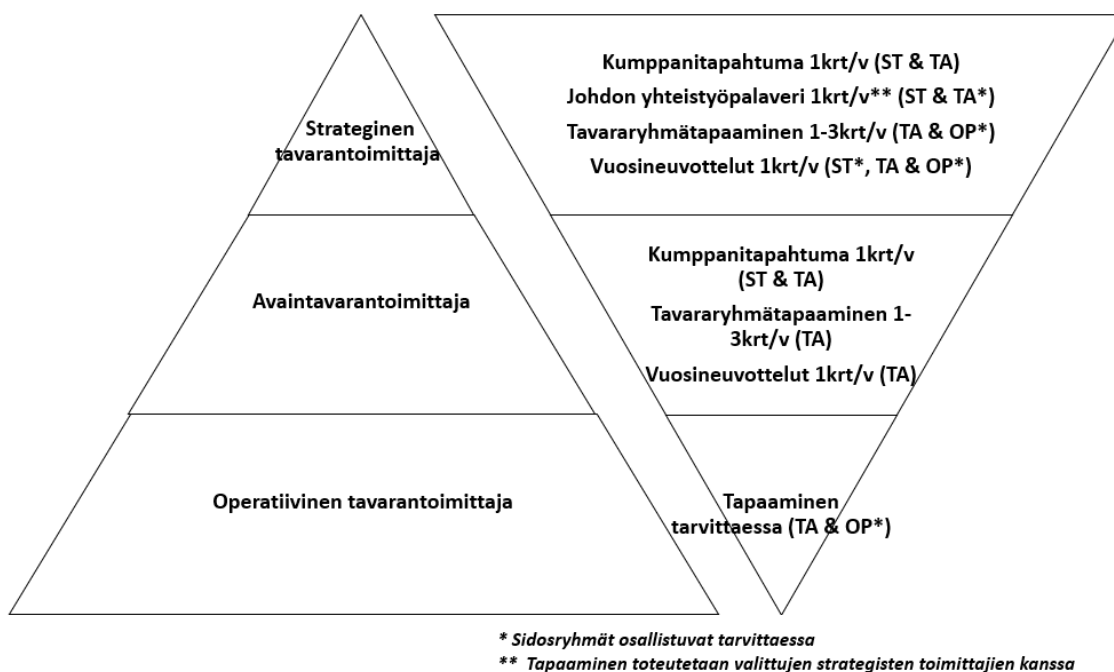 Strateginen
tavarantoimittaja
Avaintavarantoimittaja
Operatiivinen tavarantoimittaja
Kumppanitapahtuma 1krt/v (ST & TA)
Johdon yhteistyöpalaveri 1krt/v** (ST & TA*)
Tavararyhmätapaaminen 1-3krt/v (TA & OP*)
Vuosineuvottelut 1krt/v (ST*, TA & OP*)
Kumppanitapahtuma 1krt/v
(ST & TA)
Tavararyhmätapaaminen 1-
3krt/v (TA)
Vuosineuvottelut 1krt/v (TA)
Tapaaminen
tarvittaessa (TA & OP*)
* Sidosryhmät osallistuvat tarvittaessa
** Tapaaminen toteutetaan valittujen strategisten toimittajien kanssa